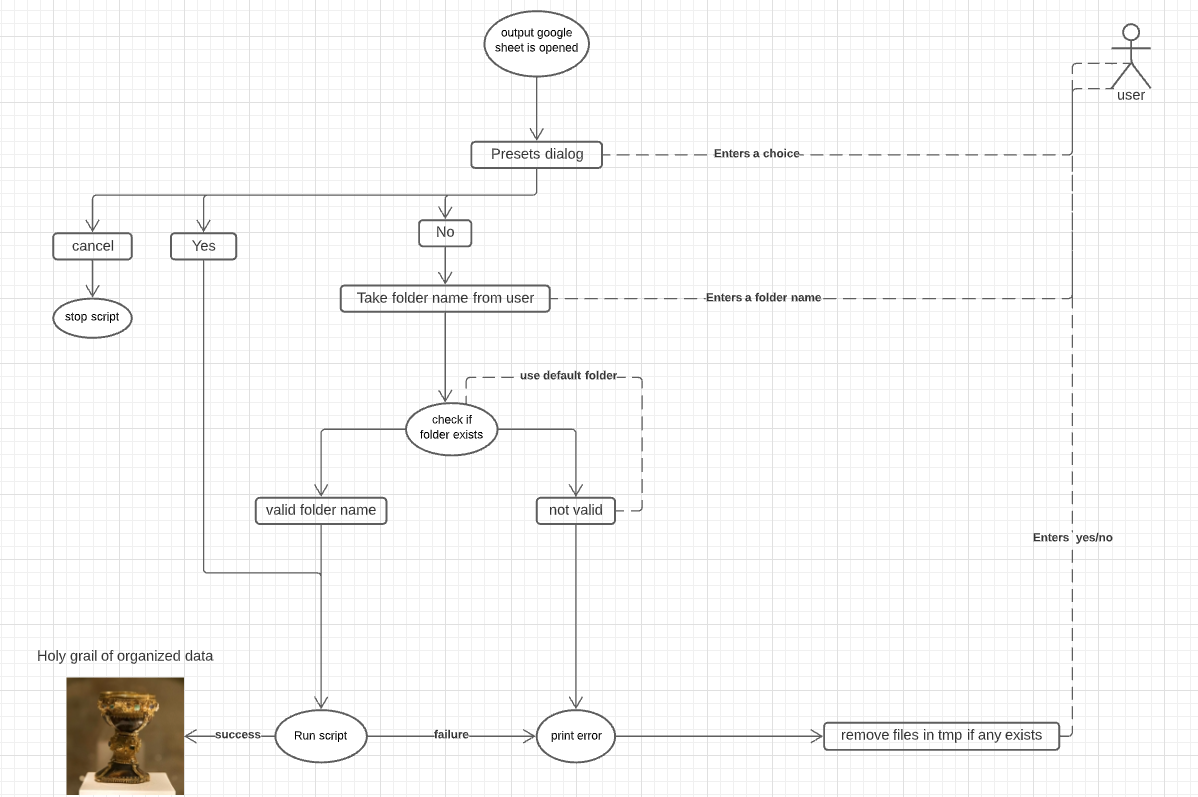 output google
sheet is opened
user
Presets dialog
Enters a choice
cancel
Yes
No
Take folder name from user
Enters a folder name
stop script
use default folder
check if
folder exists
valid folder name
not valid
Enters yes/no
Holy grail of organized data
success
Run script
failure
print error
remove files in tmp if any exists